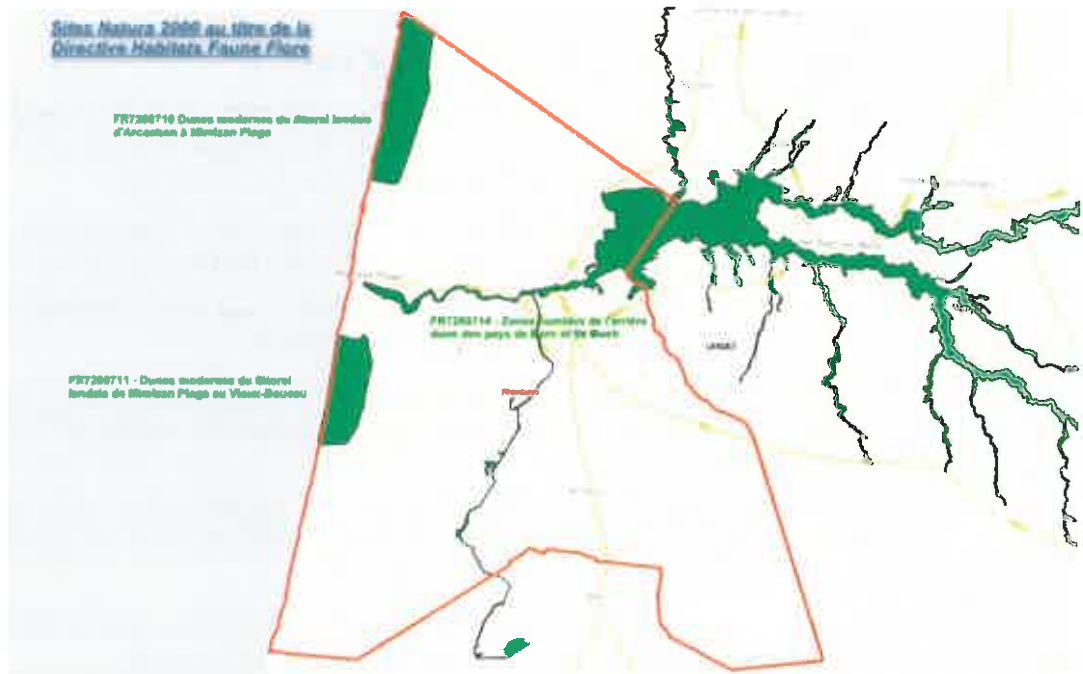 Sites Natura 2000 au titre de la
Directive Habitats Faune Flore
FR7200710 Dunes modernes du littoral landais
d'Arcachon à Mimizan Plage
FR7200714 - Zones humides de l'arrière
dune des pays de Born et de Buch
FR7200711 - Dunes modernes du littoral
landais de Mimizan Plage au Vieux-Boucau
Mimizan